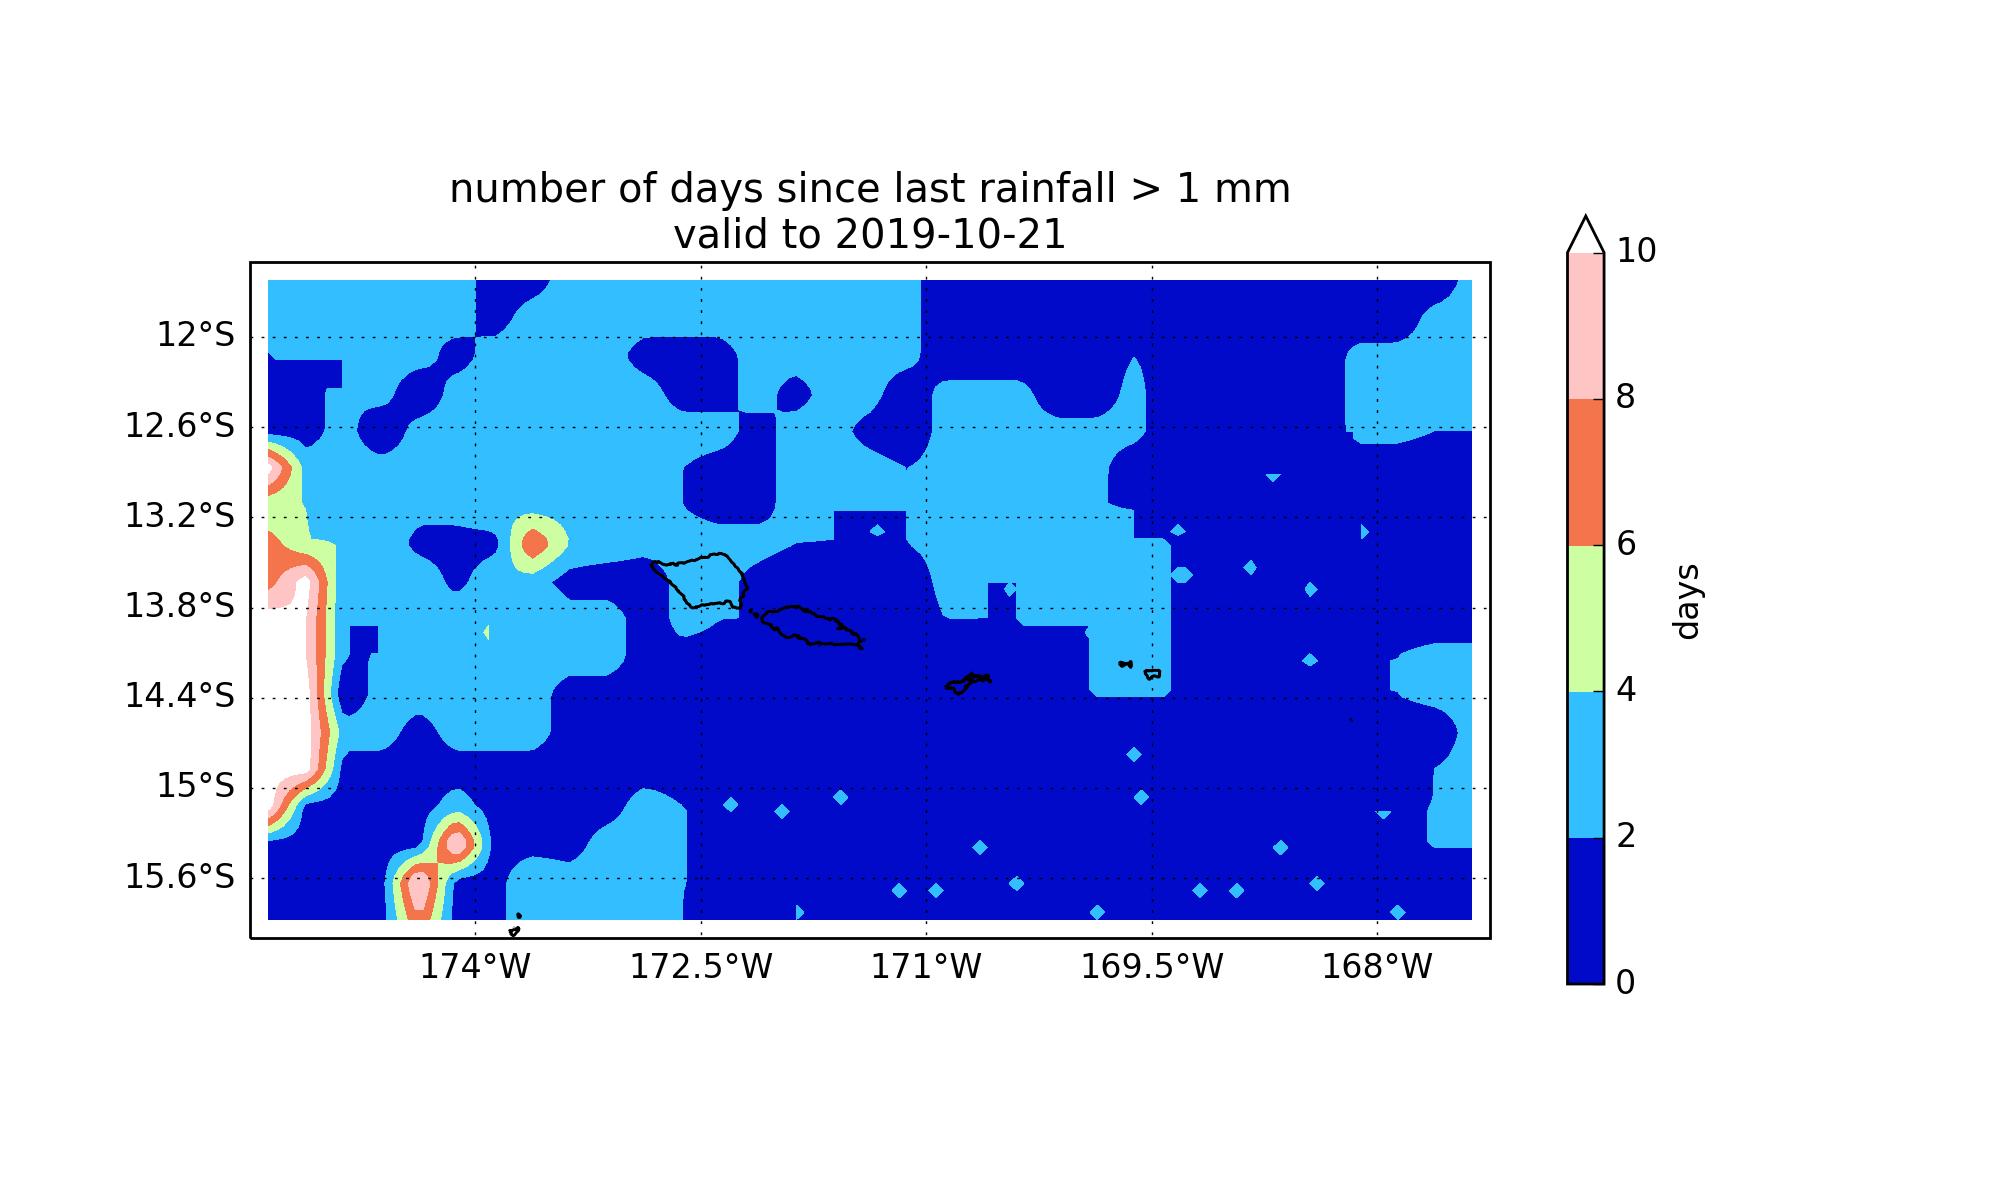 number of days since last rainfall > 1 mm
valid to 2019-10-21
12°S
12.6°S
13.2°S
13.8°S
14.4°S
15°S
15.6°S
174°W
172.5°W
171°W
169.5°W
168°W
10
8
6
4
2
0
days